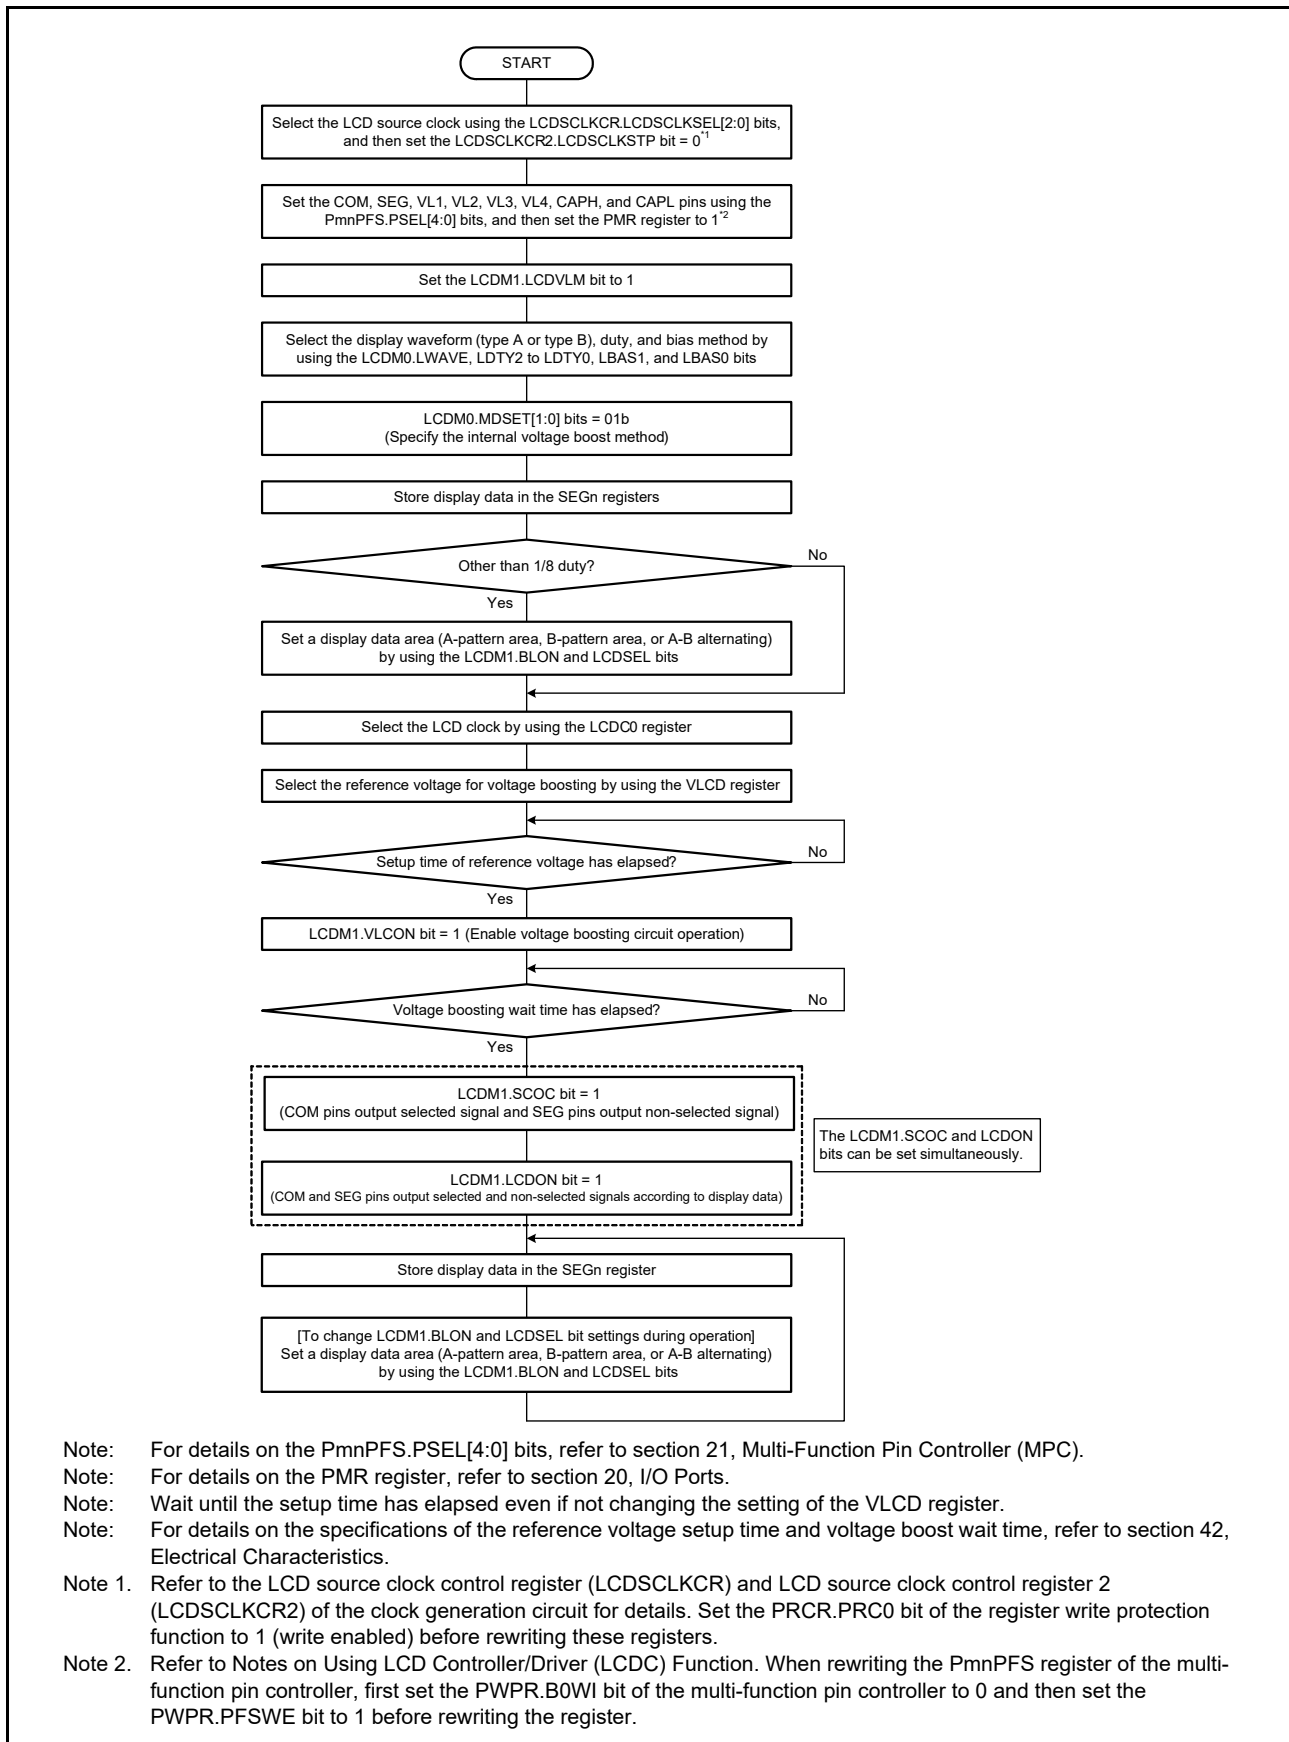 START
Select the LCD source clock using the LCDSCLKCR.LCDSCLKSEL[2:0] bits,
and then set the LCDSCLKCR2.LCDSCLKSTP bit = 0*1
Set the COM, SEG, VL1, VL2, VL3, VL4, CAPH, and CAPL pins using the
PmnPFS.PSEL[4:0] bits, and then set the PMR register to 1*2
Set the LCDM1.LCDVLM bit to 1
Select the display waveform (type A or type B), duty, and bias method by
using the LCDM0.LWAVE, LDTY2 to LDTY0, LBAS1, and LBAS0 bits
LCDM0.MDSET[1:0] bits = 01b
(Specify the internal voltage boost method)
Store display data in the SEGn registers
Other than 1/8 duty?
No
Yes
Set a display data area (A-pattern area, B-pattern area, or A-B alternating)
by using the LCDM1.BLON and LCDSEL bits
Select the LCD clock by using the LCDC0 register
Select the reference voltage for voltage boosting by using the VLCD register
Setup time of reference voltage has elapsed?
No
Yes
LCDM1.VLCON bit = 1 (Enable voltage boosting circuit operation)
Voltage boosting wait time has elapsed?
No
Yes
LCDM1.SCOC bit = 1
(COM pins output selected signal and SEG pins output non-selected signal)
The LCDM1.SCOC and LCDON
bits can be set simultaneously.
LCDM1.LCDON bit = 1
(COM and SEG pins output selected and non-selected signals according to display data)
Store display data in the SEGn register
[To change LCDM1.BLON and LCDSEL bit settings during operation]
Set a display data area (A-pattern area, B-pattern area, or A-B alternating)
by using the LCDM1.BLON and LCDSEL bits
Note: For details on the PmnPFS.PSEL[4:0] bits, refer to section 21, Multi-Function Pin Controller (MPC).
Note: For details on the PMR register, refer to section 20, I/O Ports.
Note: Wait until the setup time has elapsed even if not changing the setting of the VLCD register.
Note: For details on the specifications of the reference voltage setup time and voltage boost wait time, refer to section 42,
Electrical Characteristics.
Note 1. Refer to the LCD source clock control register (LCDSCLKCR) and LCD source clock control register 2
(LCDSCLKCR2) of the clock generation circuit for details. Set the PRCR.PRC0 bit of the register write protection
function to 1 (write enabled) before rewriting these registers.
Note 2. Refer to Notes on Using LCD Controller/Driver (LCDC) Function. When rewriting the PmnPFS register of the multi-
function pin controller, first set the PWPR.B0WI bit of the multi-function pin controller to 0 and then set the
PWPR.PFSWE bit to 1 before rewriting the register.